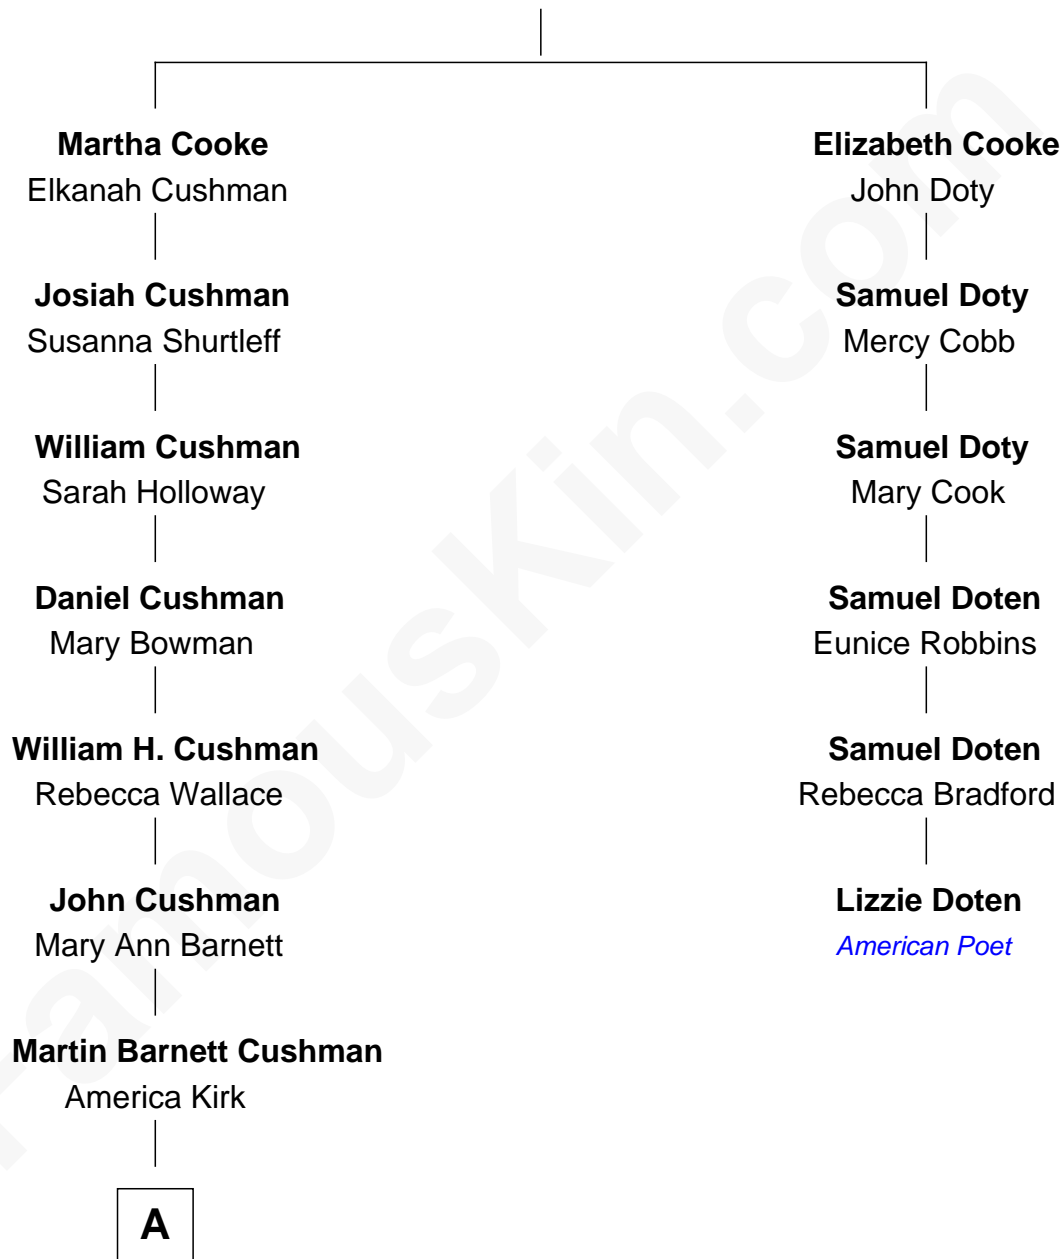 Martha Cooke
Elkanah Cushman
Josiah Cushman
Susanna Shurtleff
William Cushman
Sarah Holloway
Daniel Cushman
Mary Bowman
William H. Cushman
Rebecca Wallace
John Cushman
Mary Ann Barnett
Martin Barnett Cushman
America Kirk
A
Elizabeth Cooke
John Doty
Samuel Doty
Mercy Cobb
Samuel Doty
Mary Cook
Samuel Doten
Eunice Robbins
Samuel Doten
Rebecca Bradford
Lizzie Doten
American Poet
FamousKin.com